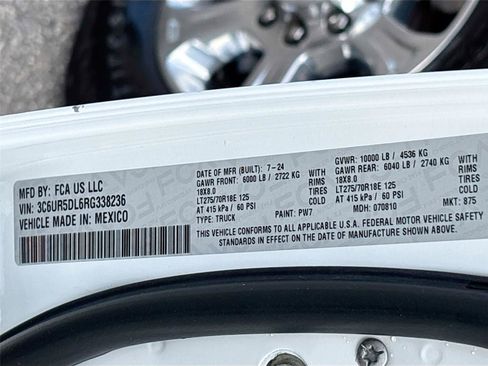 MFD BY: FCA US LLC
VIN: 3C6UR5DL6RG338236
VEHICLE MADE IN: MEXICO
DATE OF MFR (BUILT): 7-24
GAWR FRONT: 6000 LB / 2722 KG
18X8.0 WITH RIMS
LT275/70R18E 125 TIRES
AT 415 kPa / 60 PSI COLD
TYPE: TRUCK PAINT: PW7
GVWR: 10000 LB / 4536 KG
GAWR REAR: 6040 LB / 2740 KG
18X8.0 WITH RIMS
LT275/70R18E 125 TIRES
AT 415 kPa / 60 PSI COLD
MDH: 070810 MKT: 875
THIS VEHICLE CONFORMS TO ALL APPLICABLE U.S.A. FEDERAL MOTOR VEHICLE SAFETY
STANDARDS IN EFFECT ON THE DATE OF MANUFACTURE SHOWN ABOVE.